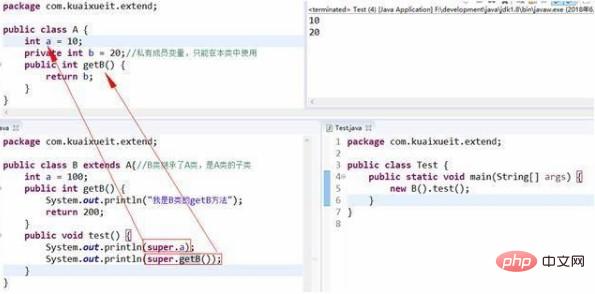 package com.kuaixueit.extend;
public class A {
int a = 10;
private int b = 20;//私有成员变量，只能在本类中使用
public int getB() {
return b;
}
}
<terminated> Test (4) [Java Application] F:\development\java\jdk1.8\bin\javaw.exe (2018年6
10
20
ava
package com.kuaixueit.extend;
public class B extends A{//B类继承了A类，是A类的子类
int a = 100;
public int getB() {
System.out.println("我是B类的getB方法");
return 200;
}
public void test() {
System.out.println(super.a);
System.out.println(super.getB());
}
}
Test.java
1 package com.kuaixueit.extend;
2
3 public class Test {
4 public static void main(String[] args) {
5 new B().test();
6 }
7 }
8
php 中文网